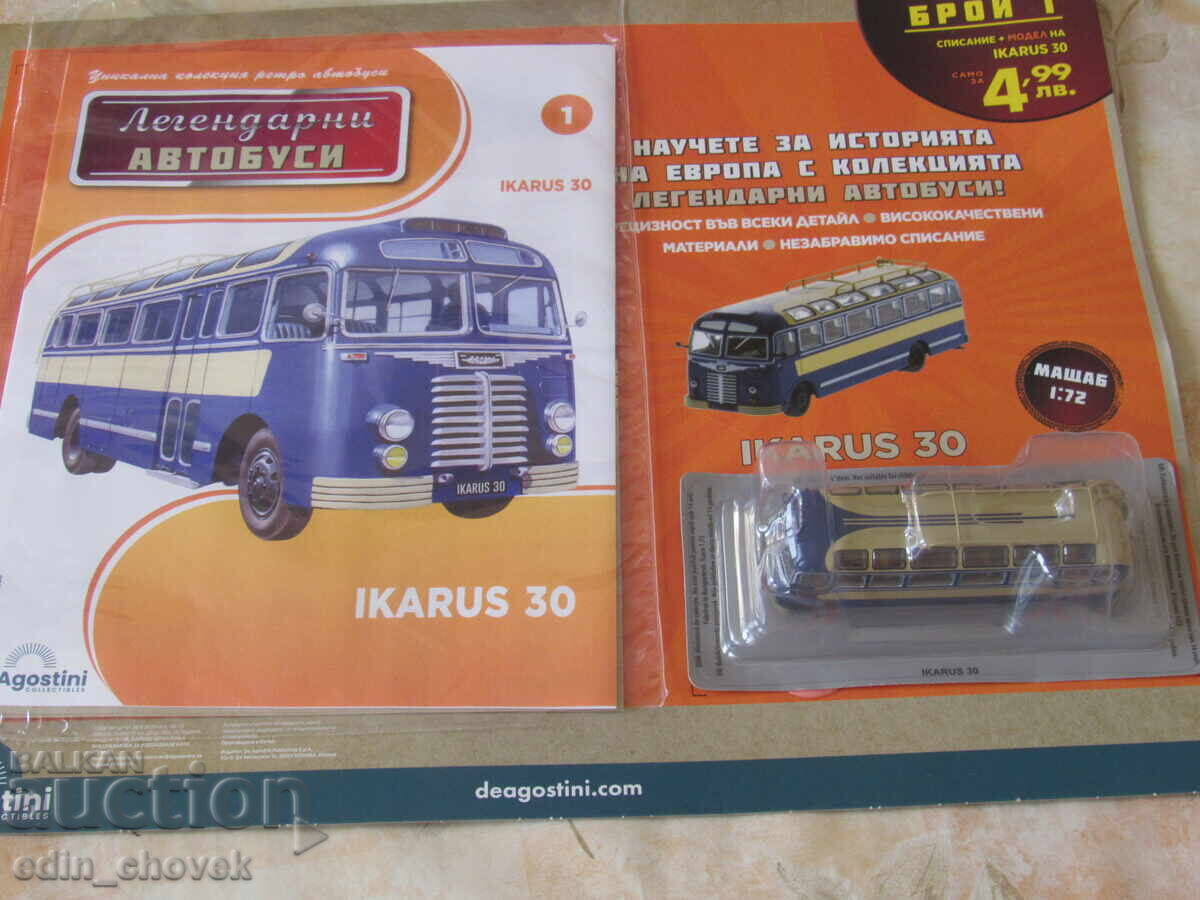 Уникална колекция ретро автобуси
Легендарни
АВТОБУСИ
1
IKARUS 30
IKARUS 30
IKARUS 30
Agostini
COLLECTIBLES
БРОЙ 1
СПИСАНИЕ + МОДЕЛ НА
IKARUS 30
САМО ЗА
4,99
ЛВ.
НАУЧЕТЕ ЗА ИСТОРИЯТА
НА ЕВРОПА С КОЛЕКЦИЯТА
ЛЕГЕНДАРНИ АВТОБУСИ!
ЕЦИЗНОСТ ВЪВ ВСЕКИ ДЕТАЙЛ ● ВИСОКОКАЧЕСТВЕНИ
МАТЕРИАЛИ ● НЕЗАБРАВИМО СПИСАНИЕ
МАЩАБ
1:72
IKARUS 30
IKARUS 30
deagostini.com
tini
BALKAN
auction
edin_chovek